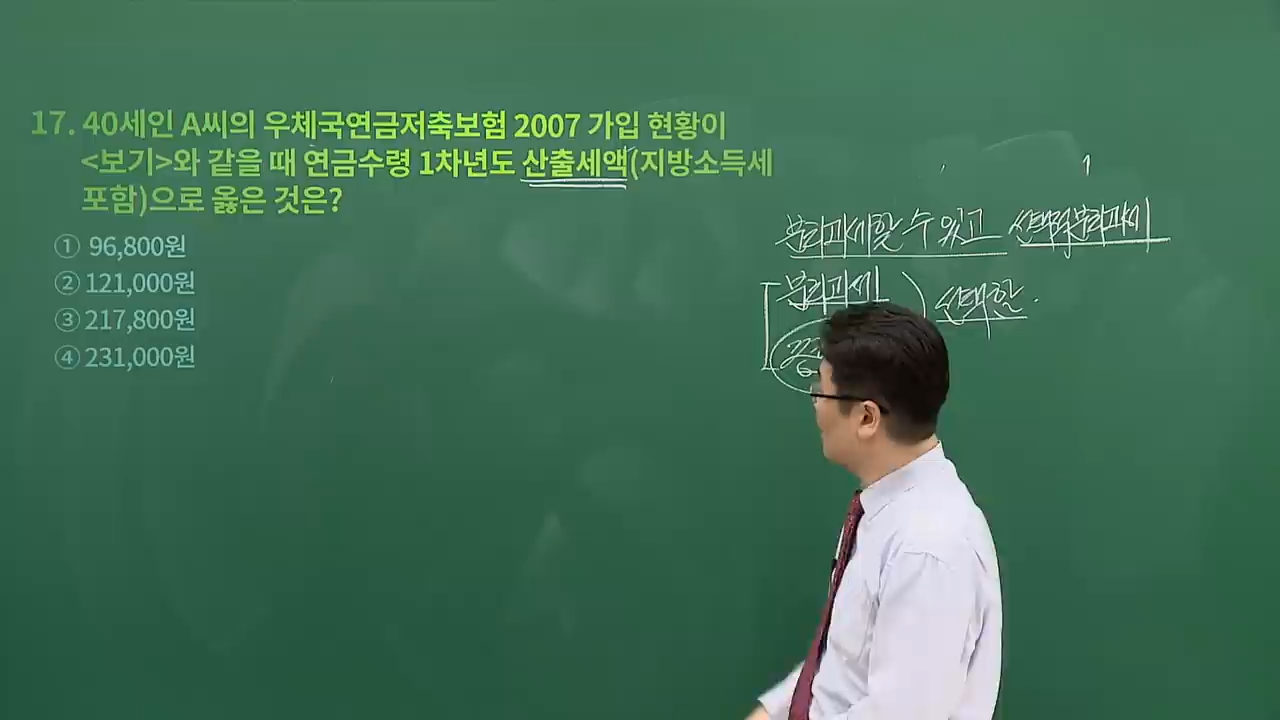 17. 40세인 A씨의 우체국연금저축보험 2007 가입 현황이
<보기>와 같을 때 연금수령 1차년도 산출세액(지방소득세
포함)으로 옳은 것은?
① 96,800원
② 121,000원
③ 217,800원
④ 231,000원
분리과세할 수 있고 선택적분리과세
분리과세 선택할